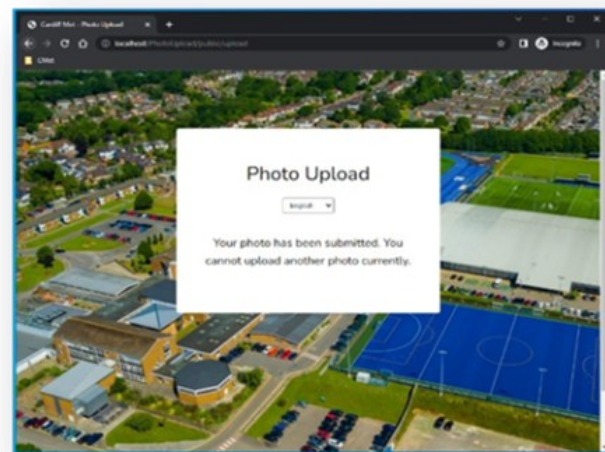 Cardiff Met - Photo Upload
localhost/PhotoUpload/public/upload
Incognito
CMet
Photo Upload
English
Your photo has been submitted. You
cannot upload another photo currently.